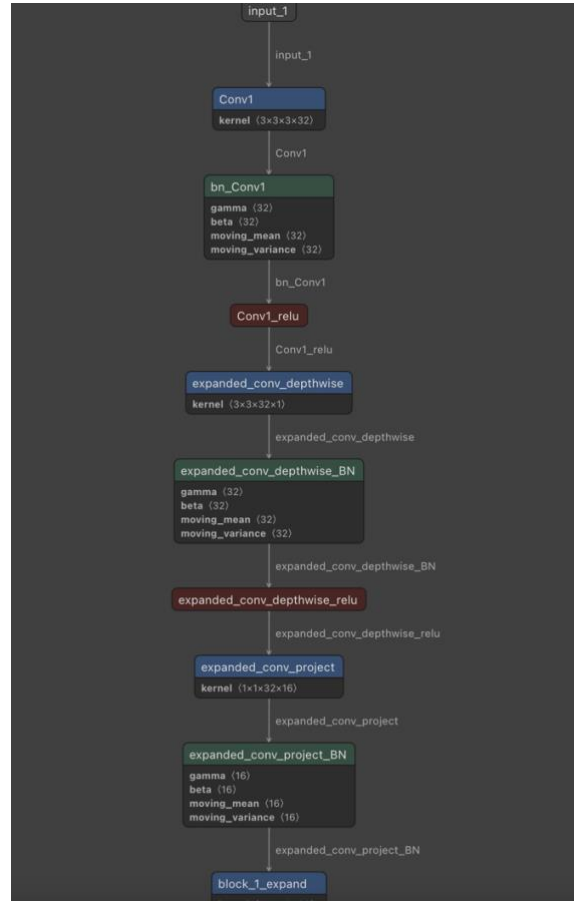 input_1
input_1
Conv1
kernel ⟨3×3×3×32⟩
Conv1
bn_Conv1
gamma ⟨32⟩
beta ⟨32⟩
moving_mean ⟨32⟩
moving_variance ⟨32⟩
bn_Conv1
Conv1_relu
Conv1_relu
expanded_conv_depthwise
kernel ⟨3×3×32×1⟩
expanded_conv_depthwise
expanded_conv_depthwise_BN
gamma ⟨32⟩
beta ⟨32⟩
moving_mean ⟨32⟩
moving_variance ⟨32⟩
expanded_conv_depthwise_BN
expanded_conv_depthwise_relu
expanded_conv_depthwise_relu
expanded_conv_project
kernel ⟨1×1×32×16⟩
expanded_conv_project
expanded_conv_project_BN
gamma ⟨16⟩
beta ⟨16⟩
moving_mean ⟨16⟩
moving_variance ⟨16⟩
expanded_conv_project_BN
block_1_expand